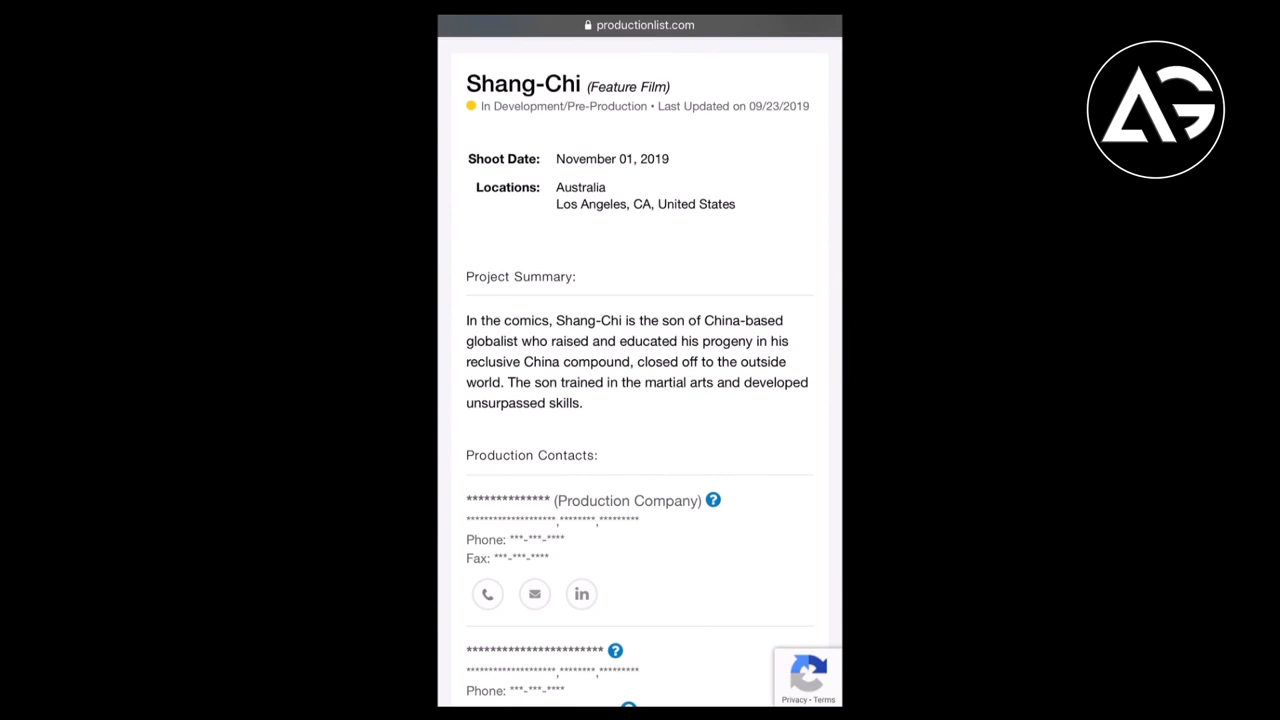 productionlist.com
AG
Shang-Chi (Feature Film)
In Development/Pre-Production • Last Updated on 09/23/2019
Shoot Date: November 01, 2019
Locations: Australia
Los Angeles, CA, United States
Project Summary:
In the comics, Shang-Chi is the son of China-based
globalist who raised and educated his progeny in his
reclusive China compound, closed off to the outside
world. The son trained in the martial arts and developed
unsurpassed skills.
Production Contacts:
************** (Production Company) ?
********************,********,*********
Phone: ***-***-****
Fax: ***-***-****
in
*********************** ?
********************,********,*********
Phone: ***-***-****
Privacy • Terms